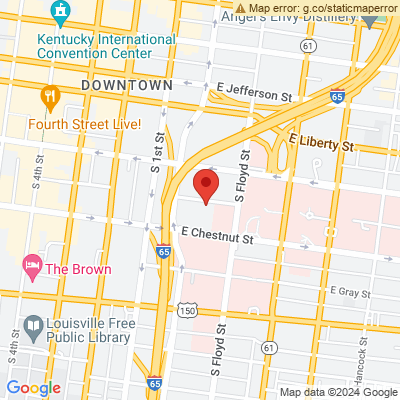 Map error: g.co/staticmaperror
Angel's Envy Distillery
Kentucky International
Convention Center
61
DOWNTOWN
E Jefferson St
65
Fourth Street Live!
S 1st St
E Liberty St
S 4th St
S Floyd St
E Chestnut St
65
The Brown
E Gray St
150
Louisville Free
Public Library
S 4th St
S Floyd St
61
Hancock St
65
Google
Map data ©2024 Google